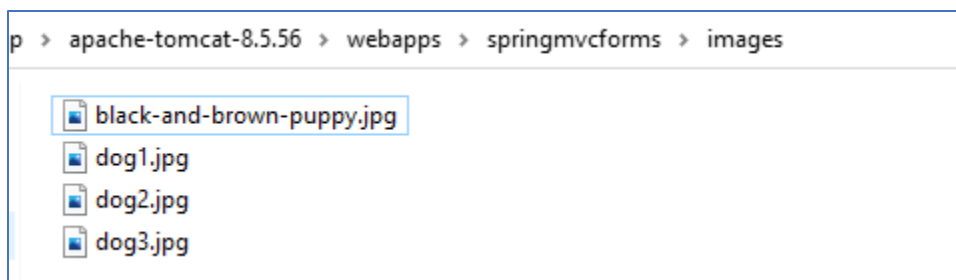 p > apache-tomcat-8.5.56 > webapps > springmvcforms > images
black-and-brown-puppy.jpg
dog1.jpg
dog2.jpg
dog3.jpg